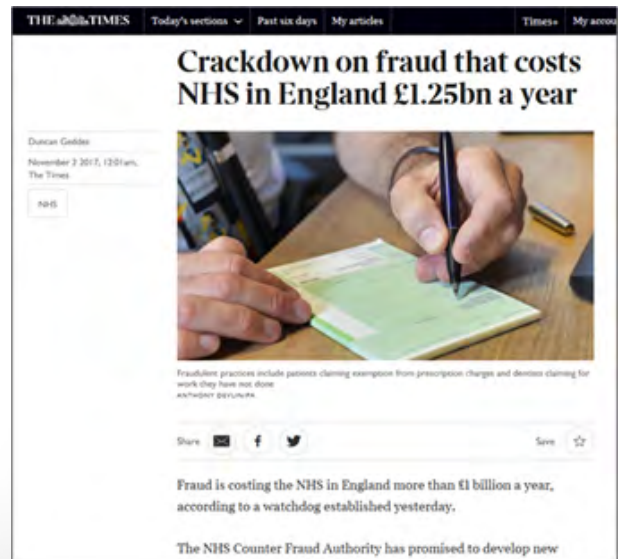 THE TIMES Today's sections Past six days My articles Times+ My accou
Crackdown on fraud that costs
NHS in England £1.25bn a year
Duncan Geddes
November 3 2017, 12:01am,
The Times
NHS
Fraudulent practices include patients claiming exemption from prescription charges and dentists claiming for
work they have not done
ANTHONY DEVLIN/PA
Share Save
Fraud is costing the NHS in England more than £1 billion a year,
according to a watchdog established yesterday.
The NHS Counter Fraud Authority has promised to develop new